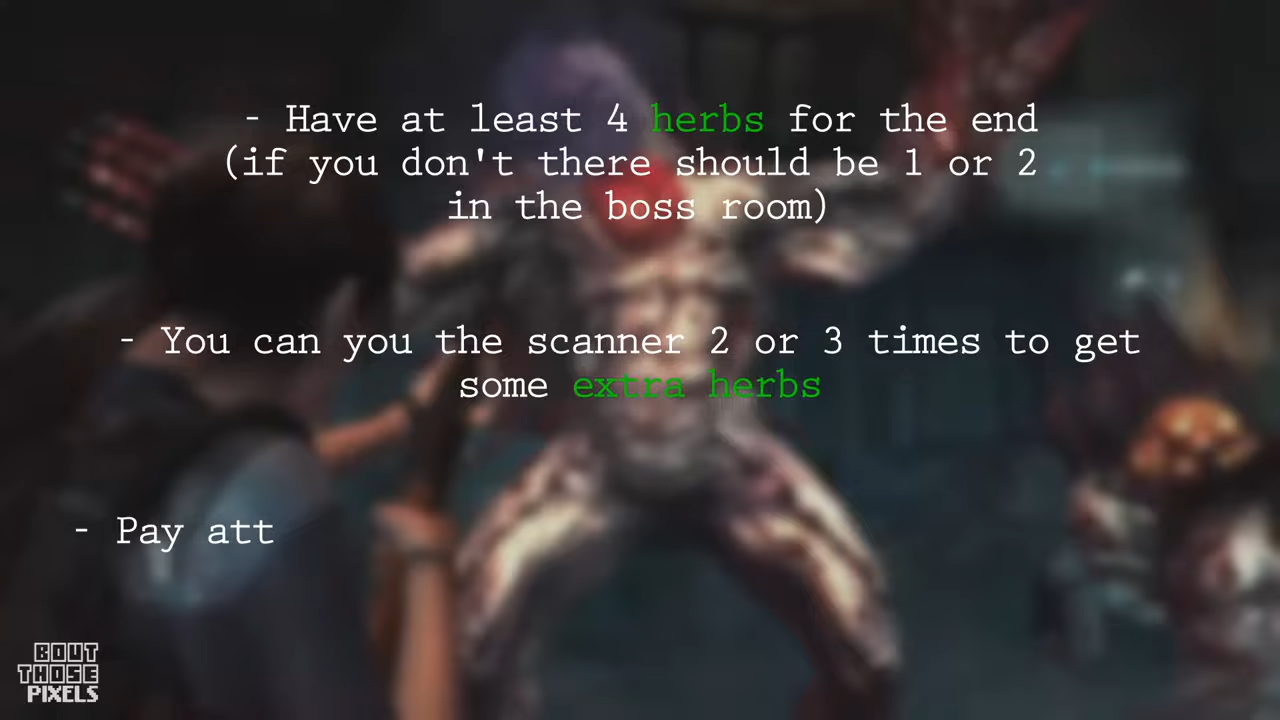 - Have at least 4 herbs for the end
(if you don't there should be 1 or 2
in the boss room)
- You can you the scanner 2 or 3 times to get
some extra herbs
- Pay att
BOUT
THOSE
PIXELS